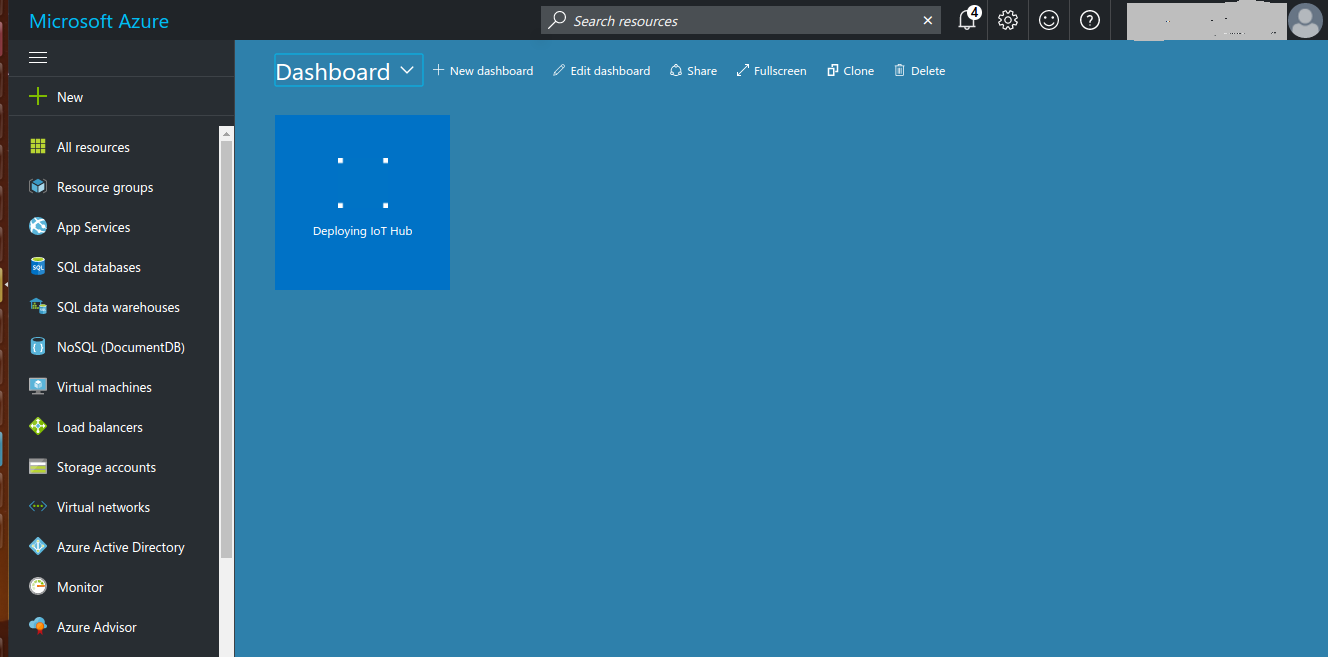 Microsoft Azure
Search resources
4
Dashboard
New dashboard
Edit dashboard
Share
Fullscreen
Clone
Delete
New
All resources
Resource groups
App Services
SQL databases
SQL data warehouses
NoSQL (DocumentDB)
Virtual machines
Load balancers
Storage accounts
Virtual networks
Azure Active Directory
Monitor
Azure Advisor
Deploying IoT Hub